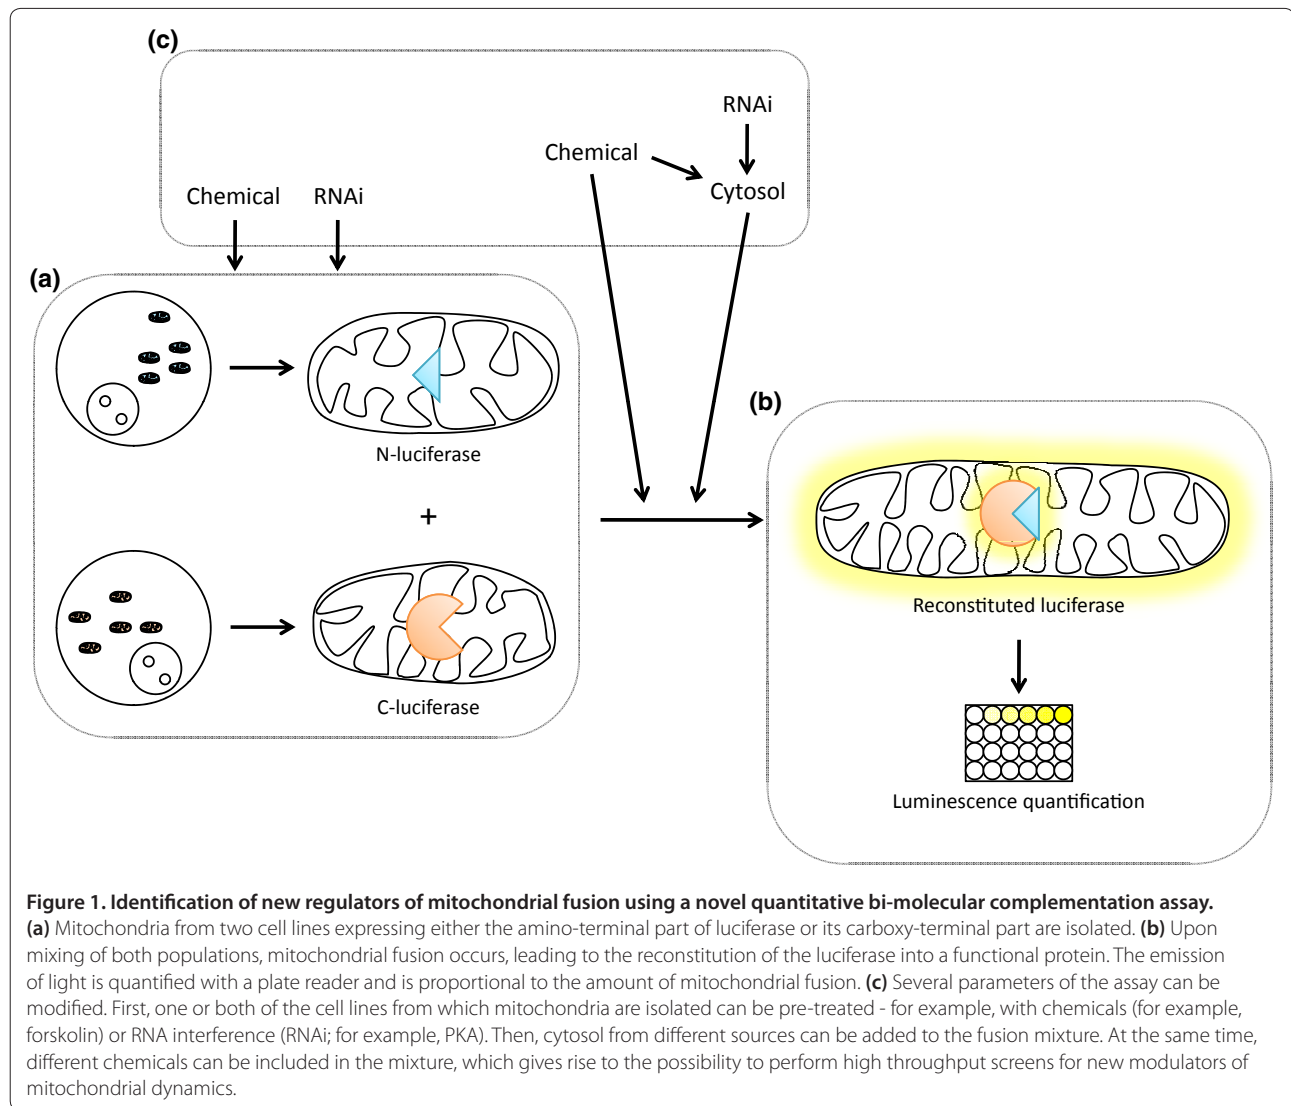 (c)
RNAi
Chemical
Cytosol
Chemical RNAi
(a)
N-luciferase
+
C-luciferase
(b)
Reconstituted luciferase
Luminescence quantification
Figure 1. Identification of new regulators of mitochondrial fusion using a novel quantitative bi-molecular complementation assay.
(a) Mitochondria from two cell lines expressing either the amino-terminal part of luciferase or its carboxy-terminal part are isolated. (b) Upon
mixing of both populations, mitochondrial fusion occurs, leading to the reconstitution of the luciferase into a functional protein. The emission
of light is quantified with a plate reader and is proportional to the amount of mitochondrial fusion. (c) Several parameters of the assay can be
modified. First, one or both of the cell lines from which mitochondria are isolated can be pre-treated - for example, with chemicals (for example,
forskolin) or RNA interference (RNAi; for example, PKA). Then, cytosol from different sources can be added to the fusion mixture. At the same time,
different chemicals can be included in the mixture, which gives rise to the possibility to perform high throughput screens for new modulators of
mitochondrial dynamics.